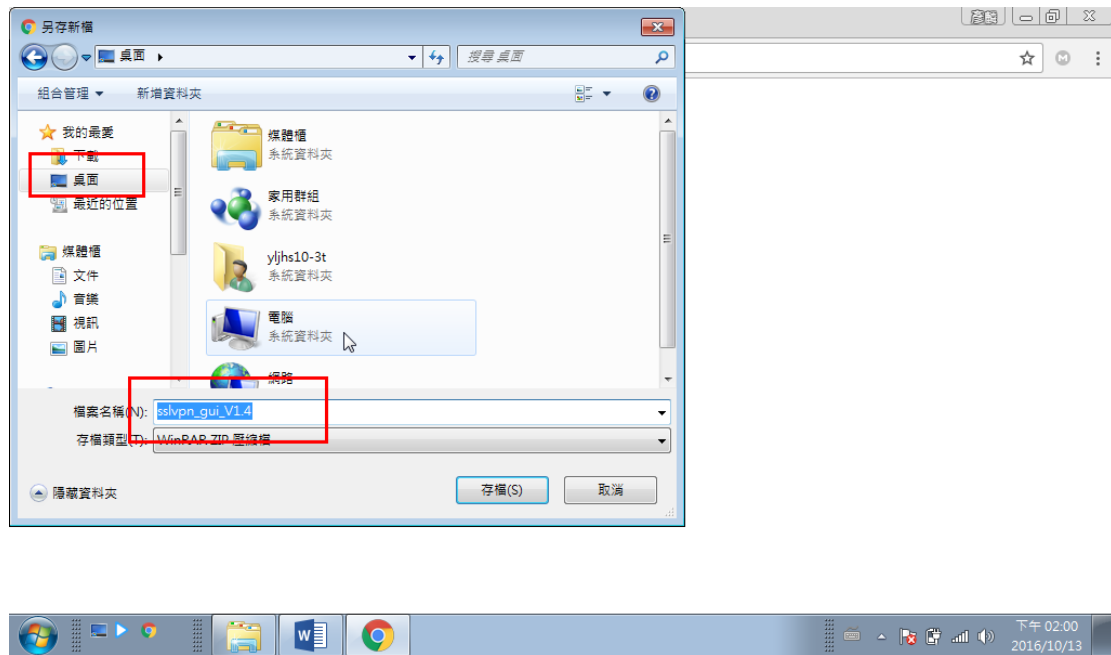 另存新檔
桌面
搜尋 桌面
組合管理
新增資料夾
我的最愛
下載
桌面
最近的位置
媒體櫃
文件
音樂
視訊
圖片
媒體櫃
系統資料夾
家用群組
系統資料夾
yljhs10-3t
系統資料夾
電腦
系統資料夾
網路
檔案名稱(N): sslvpn_gui_V1.4
存檔類型(T): WinRAR ZIP 壓縮檔
隱藏資料夾
存檔(S)
取消
下午 02:00
2016/10/13